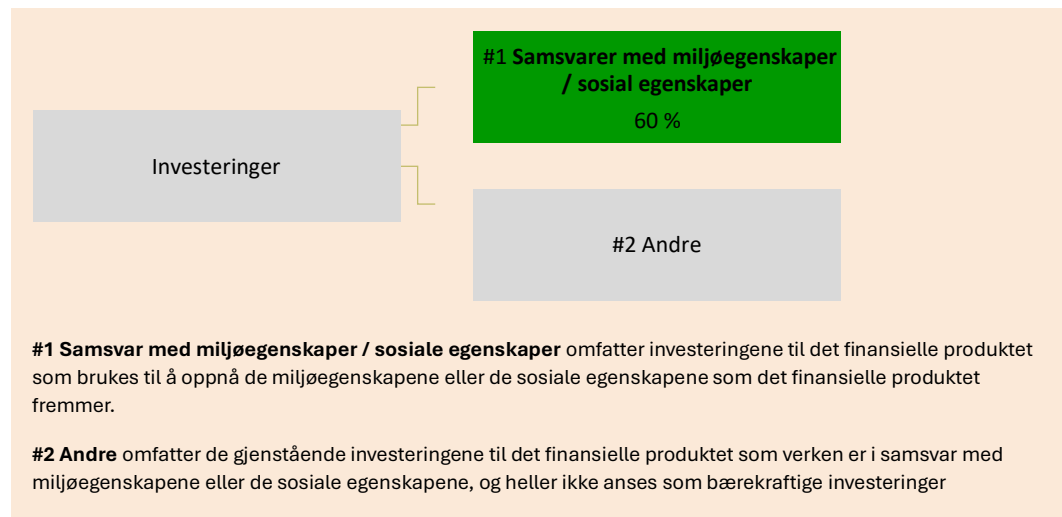 #1 Samsvarer med miljøegenskaper
/ sosial egenskaper
60 %
Investeringer
#2 Andre
#1 Samsvar med miljøegenskaper / sosiale egenskaper omfatter investeringene til det finansielle produktet
som brukes til å oppnå de miljøegenskapene eller de sosiale egenskapene som det finansielle produktet
fremmer.
#2 Andre omfatter de gjenstående investeringene til det finansielle produktet som verken er i samsvar med
miljøegenskapene eller de sosiale egenskapene, og heller ikke anses som bærekraftige investeringer